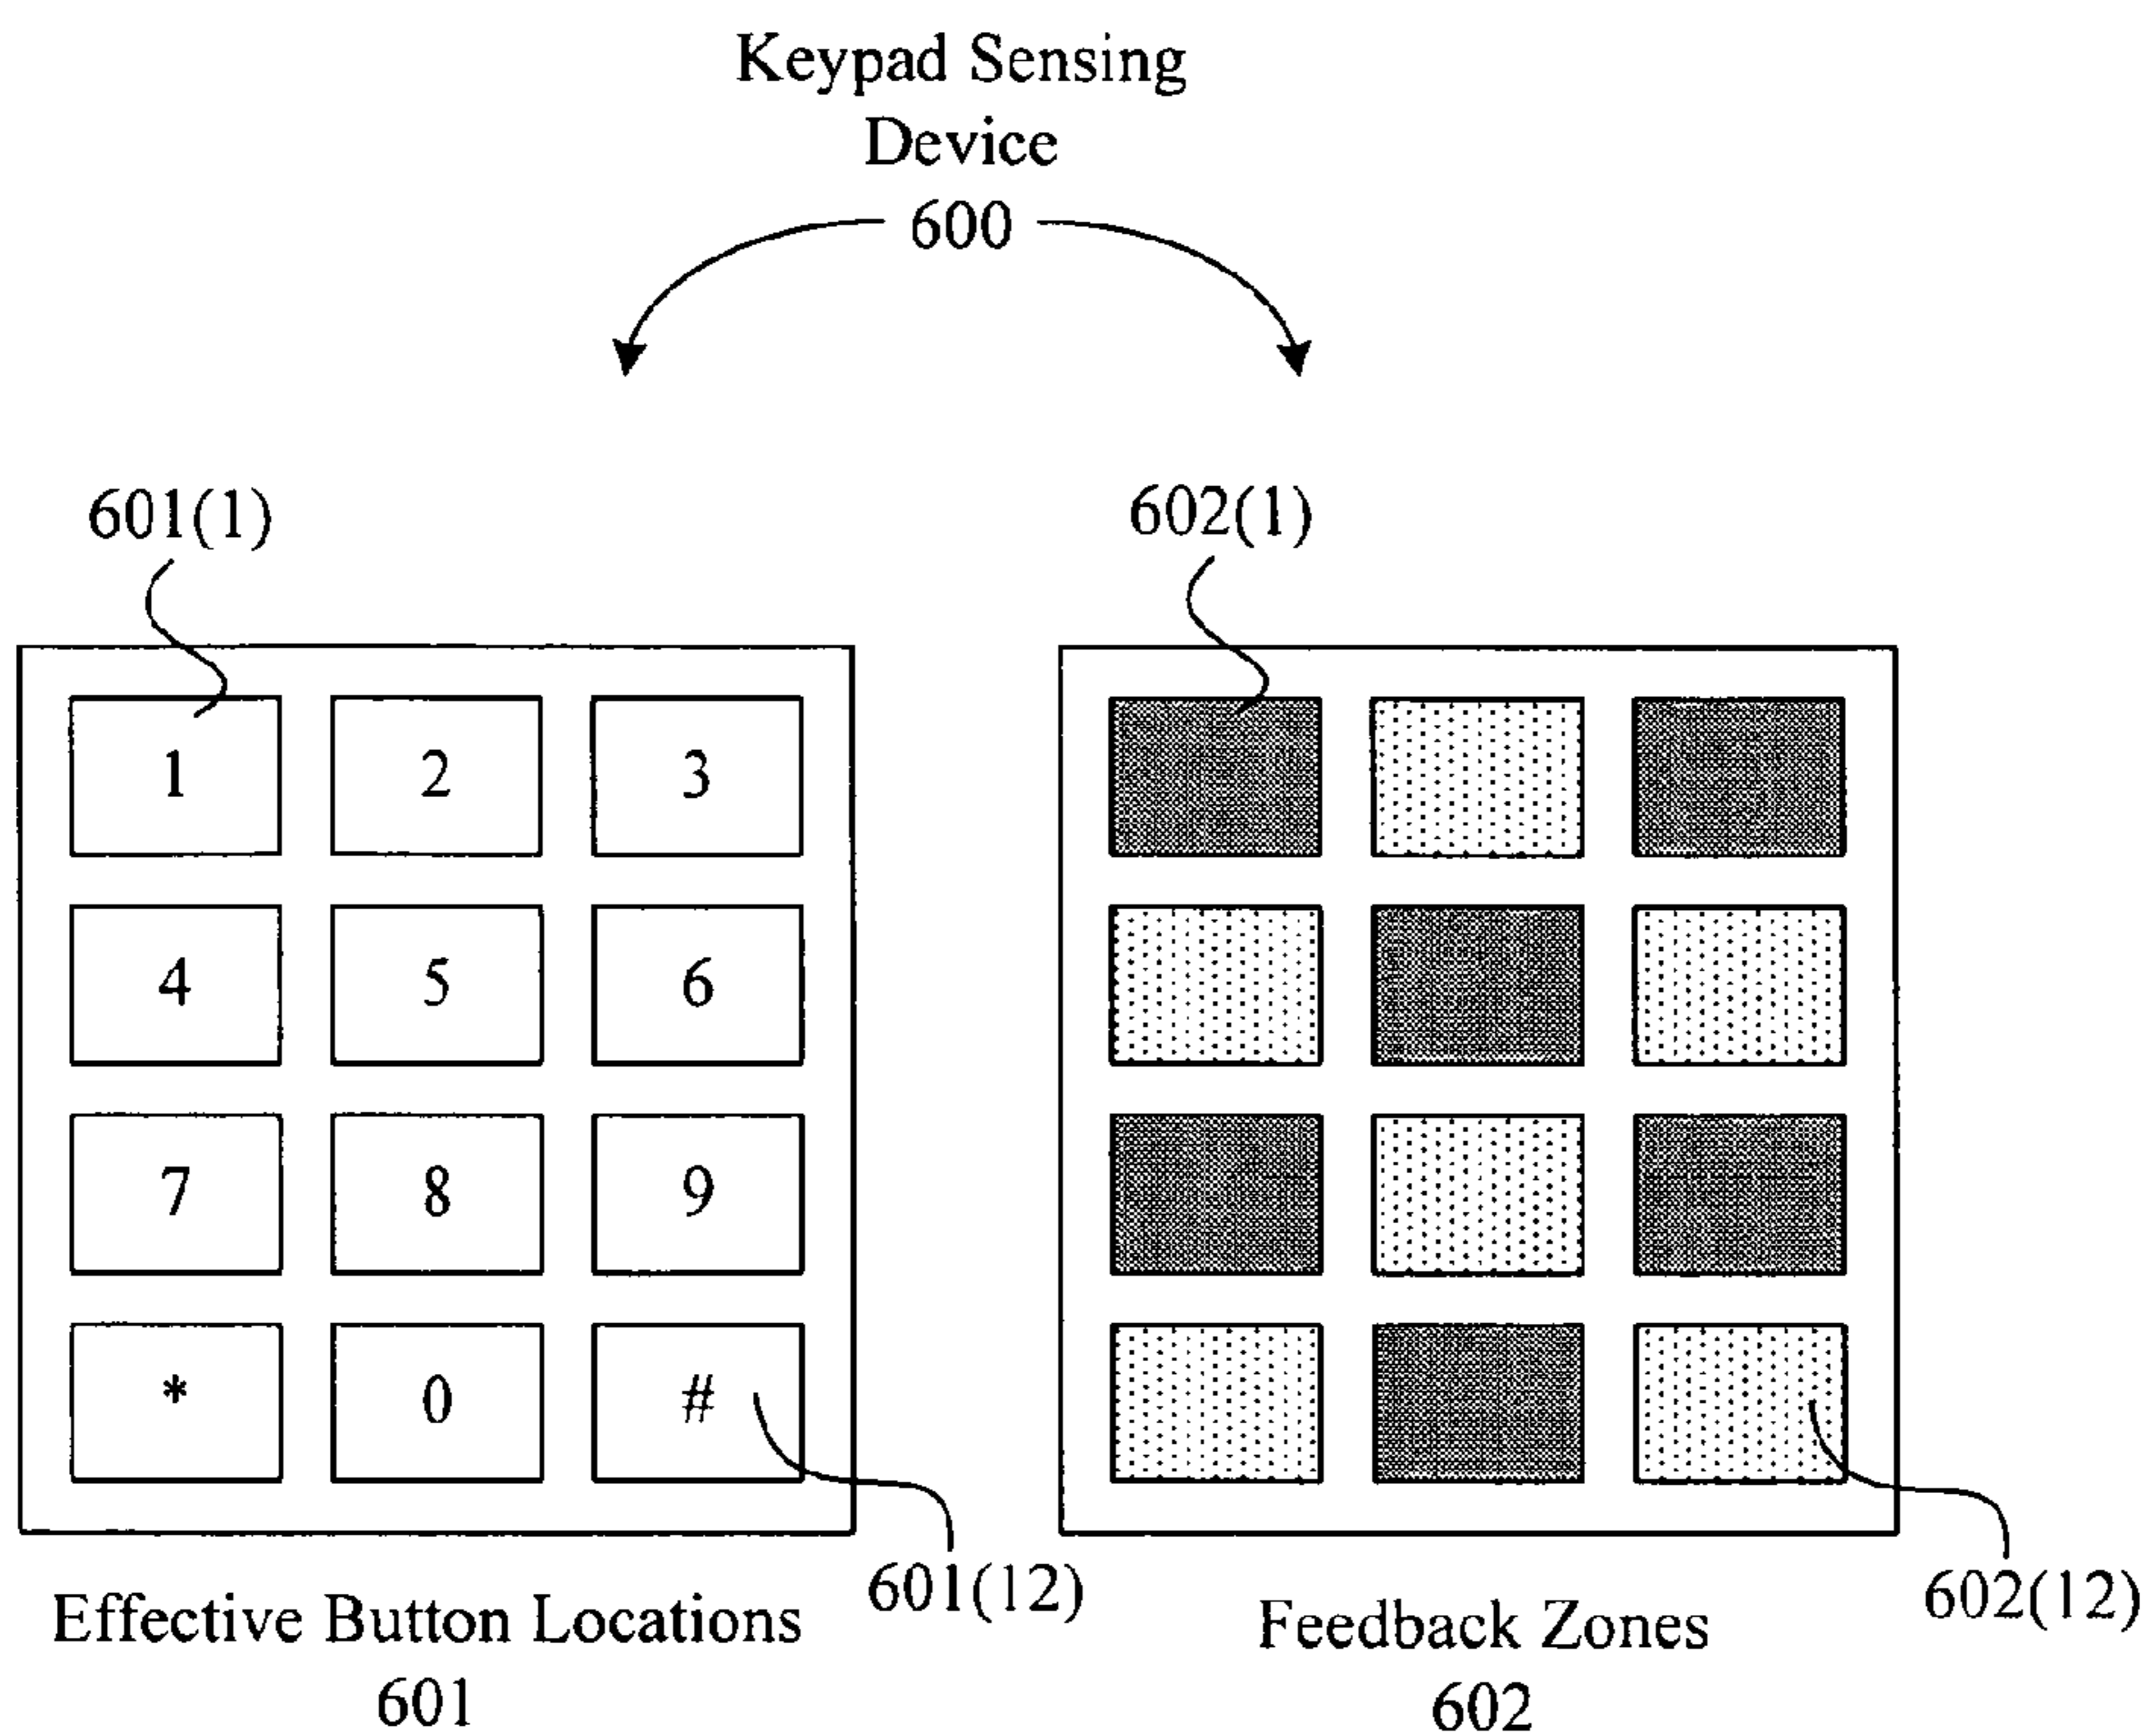 Keypad Sensing
Device
600
601(1)
602(1)
1 2 3
4 5 6
7 8 9
* 0 #
601(12)
602(12)
Effective Button Locations
601
Feedback Zones
602